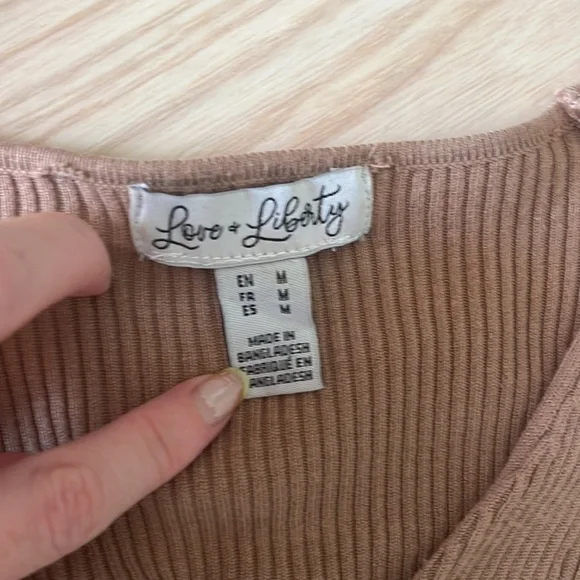 Love & Liberty
EN M
FR M
ES M
MADE IN
BANGLADESH
FABRIQUÉ EN
BANGLADESH